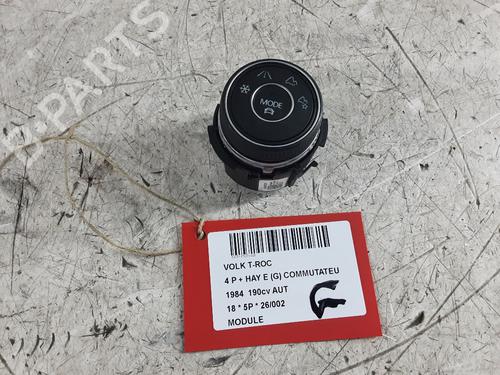 B-PARTS
MODE
VOLK T-ROC
4 P + HAY E (G) COMMUTATEU
1984 190cv AUT
18 * 5P * 26/002
MODULE
G